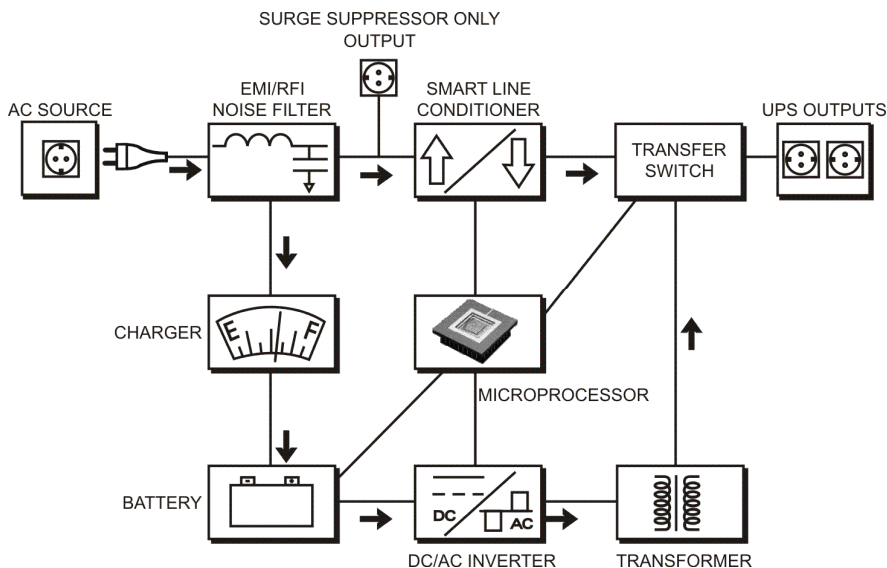 SURGE SUPPRESSOR ONLY
OUTPUT
AC SOURCE
EMI/RFI
NOISE FILTER
SMART LINE
CONDITIONER
UPS OUTPUTS
TRANSFER
SWITCH
CHARGER
E F
MICROPROCESSOR
BATTERY
- +
DC AC
DC/AC INVERTER
TRANSFORMER